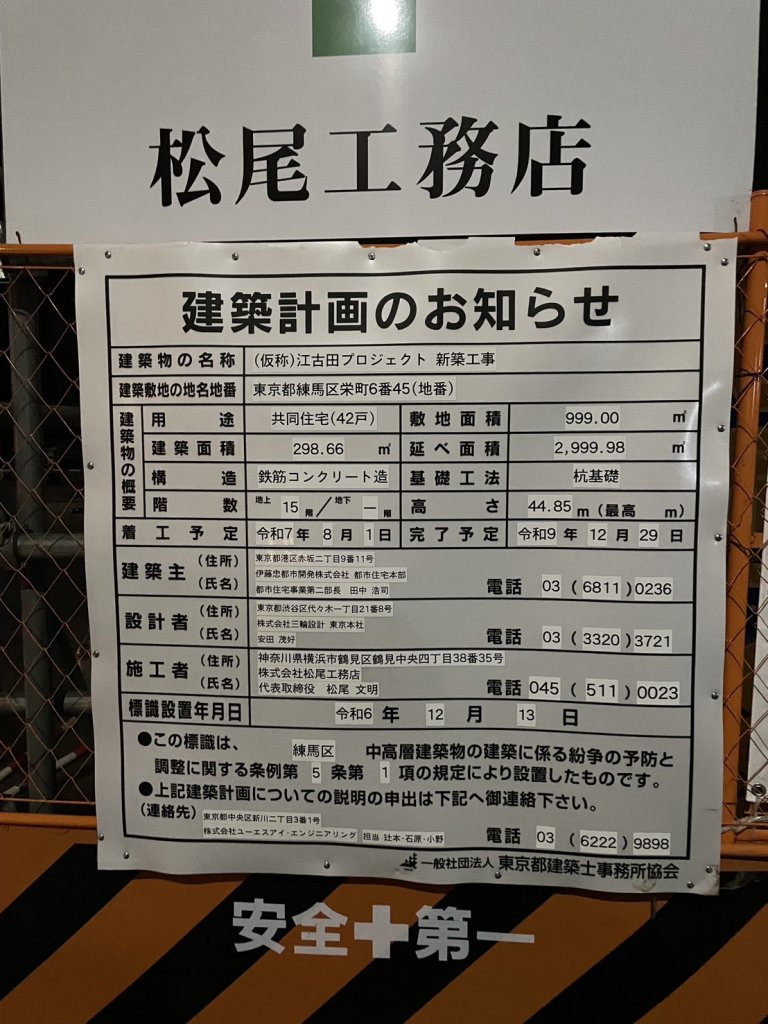 松尾工務店
建築計画のお知らせ
建築物の名称 (仮称)江古田プロジェクト 新築工事
建築敷地の地名地番 東京都練馬区栄町6番45(地番)
建築物の概要
用途 共同住宅(42戸) 敷地面積 999.00 ㎡
建築面積 298.66 ㎡ 延べ面積 2,999.98 ㎡
構造 鉄筋コンクリート造 基礎工法 杭基礎
階数 地上 15 階/地下 ー 階 高さ 44.85 m (最高 m)
着工予定 令和7 年 8 月 1 日 完了予定 令和9 年 12 月 29 日
建築主 (住所) 東京都港区赤坂二丁目9番11号
(氏名) 伊藤忠都市開発株式会社 都市住宅本部
都市住宅事業第二部長 田中 浩司 電話 03 (6811) 0236
設計者 (住所) 東京都渋谷区代々木一丁目21番8号
(氏名) 株式会社三輪設計 東京本社
安田 茂好 電話 03 (3320) 3721
施工者 (住所) 神奈川県横浜市鶴見区鶴見中央四丁目38番35号
(氏名) 株式会社松尾工務店
代表取締役 松尾 文明 電話 045 (511) 0023
標識設置年月日 令和6 年 12 月 13 日
●この標識は、 練馬区 中高層建築物の建築に係る紛争の予防と
調整に関する条例第 5 条第 1 項の規定により設置したものです。
●上記建築計画についての説明の申出は下記へ御連絡下さい。
(連絡先) 東京都中央区新川二丁目3番1号
株式会社ユーエスアイ・エンジニアリング 担当 辻本・石原・小野 電話 03 (6222) 9898
一般社団法人 東京都建築士事務所協会
安全✚第一